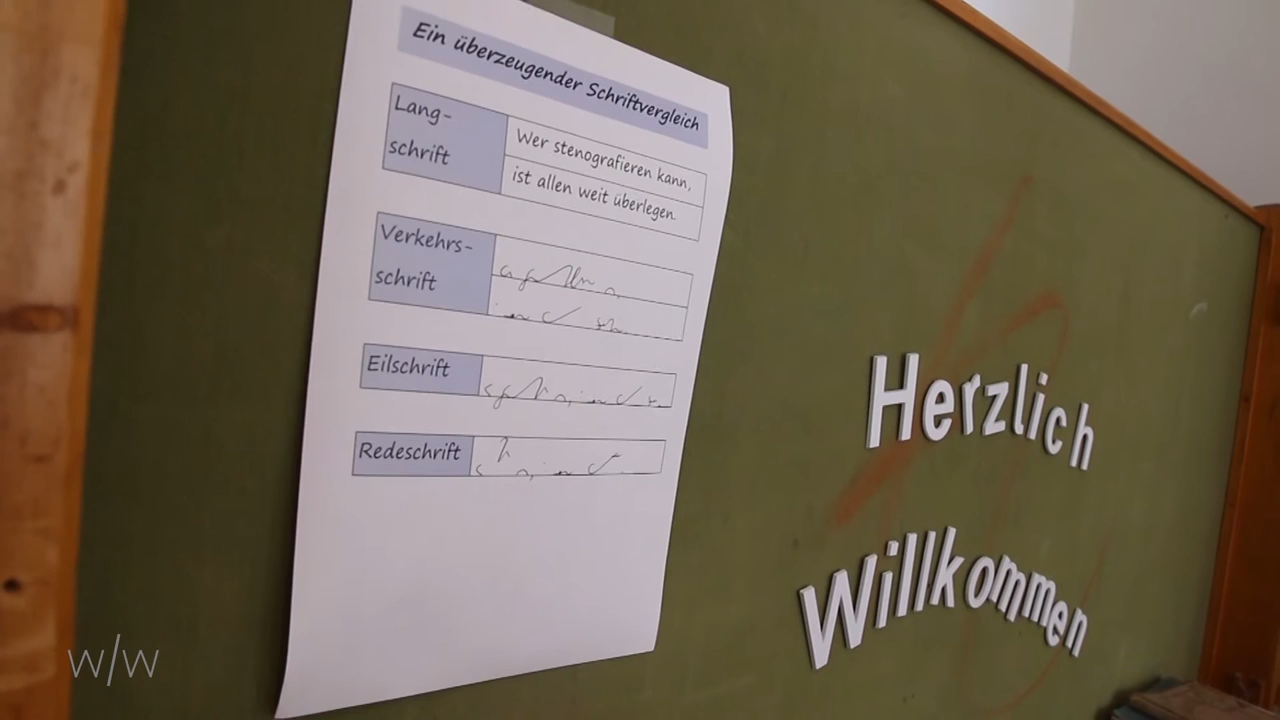 Ein überzeugender Schriftvergleich
Lang-
schrift
Wer stenografieren kann,
ist allen weit überlegen.
Verkehrs-
schrift
Eilschrift
Redeschrift
Herzlich
Willkommen
w/w